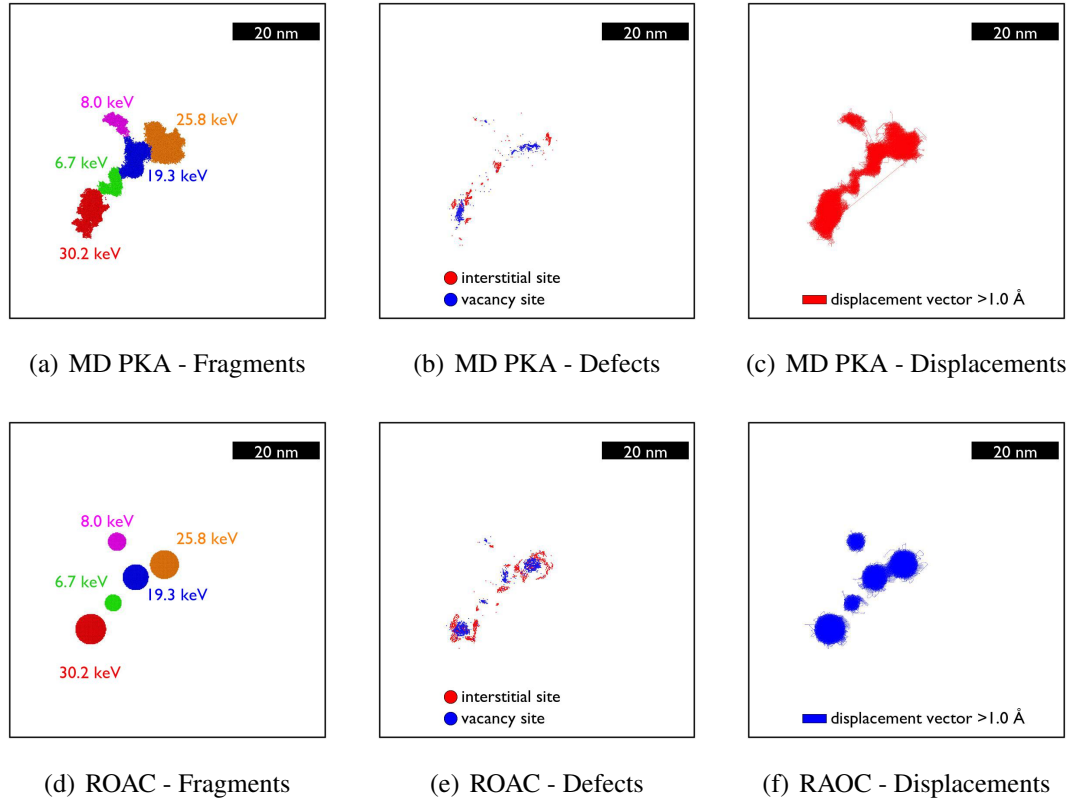 20 nm
8.0 keV
25.8 keV
6.7 keV
19.3 keV
30.2 keV
(a) MD PKA - Fragments
20 nm
interstitial site
vacancy site
(b) MD PKA - Defects
20 nm
displacement vector >1.0 Å
(c) MD PKA - Displacements
20 nm
8.0 keV
25.8 keV
6.7 keV
19.3 keV
30.2 keV
(d) ROAC - Fragments
20 nm
interstitial site
vacancy site
(e) ROAC - Defects
20 nm
displacement vector >1.0 Å
(f) RAOC - Displacements